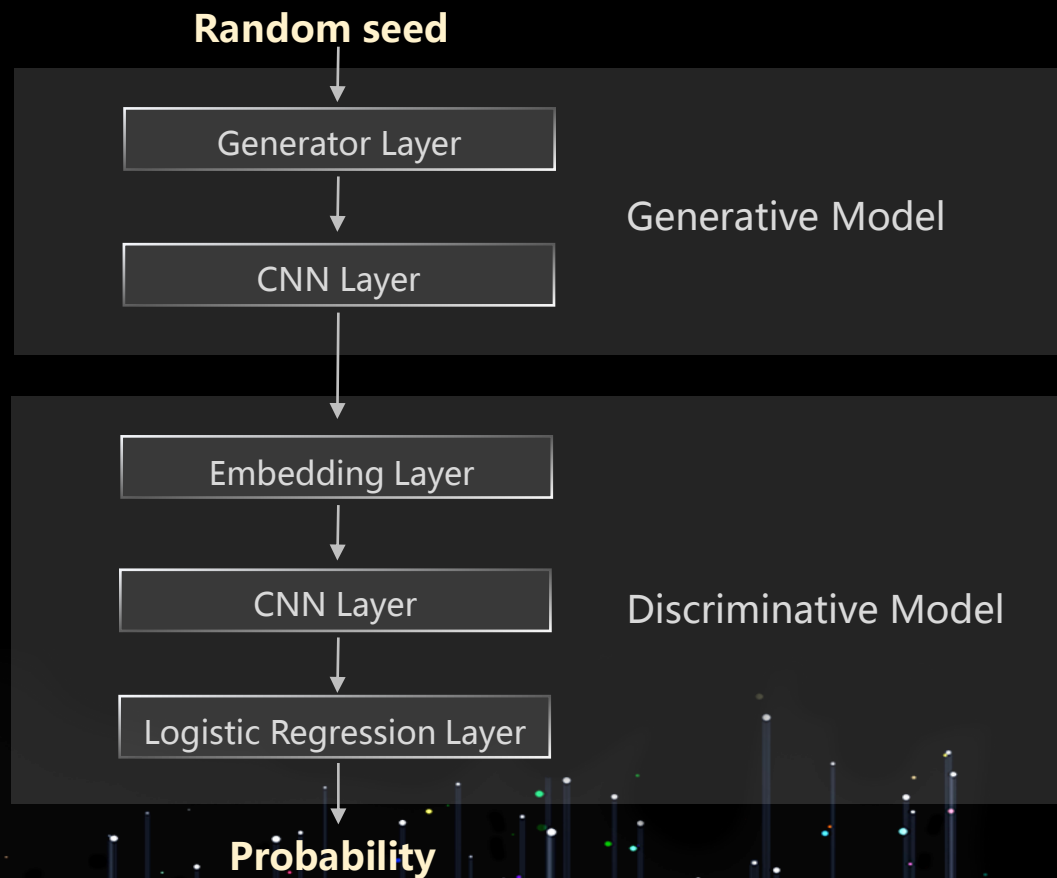 Random seed
Generator Layer
Generative Model
CNN Layer
Embedding Layer
CNN Layer
Discriminative Model
Logistic Regression Layer
Probability